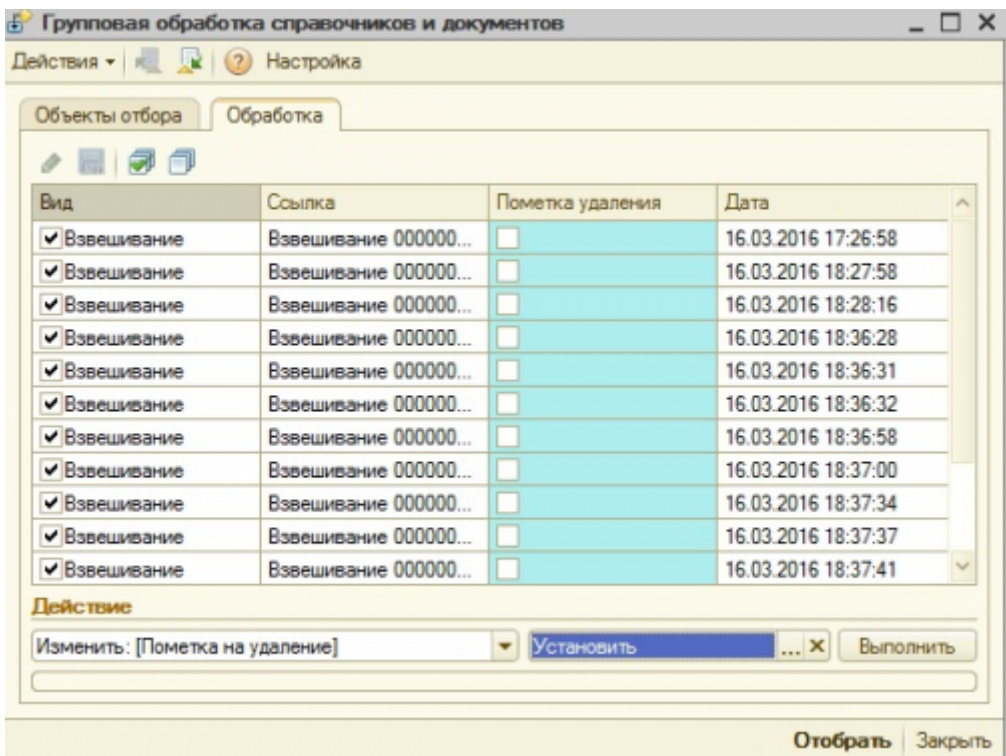 Групповая обработка справочников и документов
Действия Настройка
Объекты отбора Обработка
Вид Ссылка Пометка удаления Дата
Взвешивание Взвешивание 000000... 16.03.2016 17:26:58
Взвешивание Взвешивание 000000... 16.03.2016 18:27:58
Взвешивание Взвешивание 000000... 16.03.2016 18:28:16
Взвешивание Взвешивание 000000... 16.03.2016 18:36:28
Взвешивание Взвешивание 000000... 16.03.2016 18:36:31
Взвешивание Взвешивание 000000... 16.03.2016 18:36:32
Взвешивание Взвешивание 000000... 16.03.2016 18:36:58
Взвешивание Взвешивание 000000... 16.03.2016 18:37:00
Взвешивание Взвешивание 000000... 16.03.2016 18:37:34
Взвешивание Взвешивание 000000... 16.03.2016 18:37:37
Взвешивание Взвешивание 000000... 16.03.2016 18:37:41
Действие
Изменить: [Пометка на удаление] Установить ... Выполнить
Отобрать Закрыть